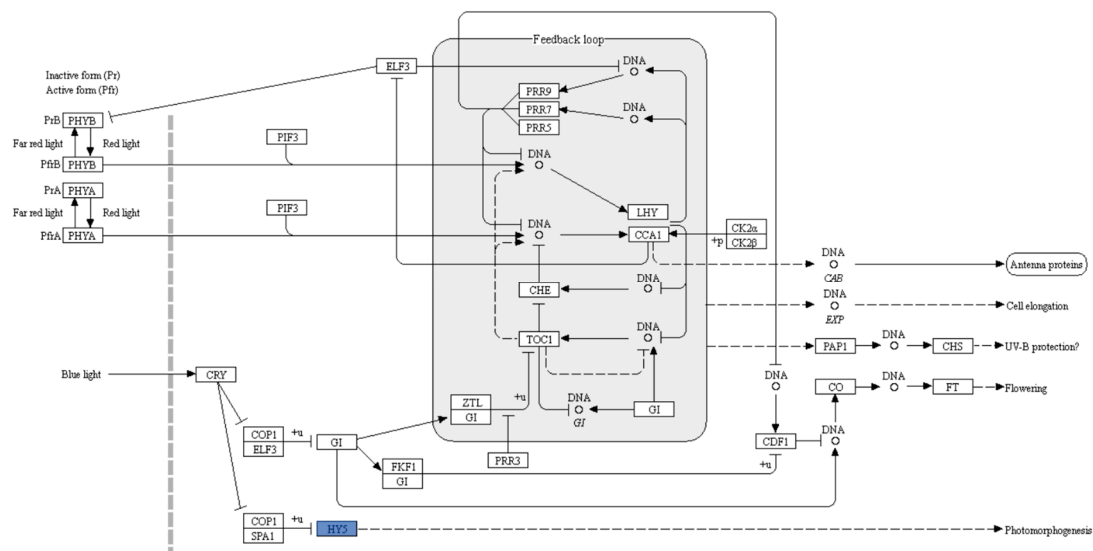 Feedback loop
Inactive form (Pr)
Active form (Pfr)
ELF3
DNA
PRR9
PRR7
PRR5
DNA
PrB PHYB
Far red light
Red light
PfrB PHYB
PIF3
DNA
PrA PHYA
Far red light
Red light
PfrA PHYA
PIF3
DNA
LHY
CCA1
+p
CK2α
CK2β
DNA
CAB
Antenna proteins
CHE
DNA
DNA
EXP
Cell elongation
TOC1
DNA
PAP1
DNA
CHS
UV-B protection?
Blue light
CRY
DNA
CO
DNA
FT
Flowering
ZTL
GI
+u
DNA
GI
GI
COP1
ELF3
+u
GI
PRR3
CDF1
+u
DNA
FKF1
GI
COP1
SPA1
+u
HY5
Photomorphogenesis